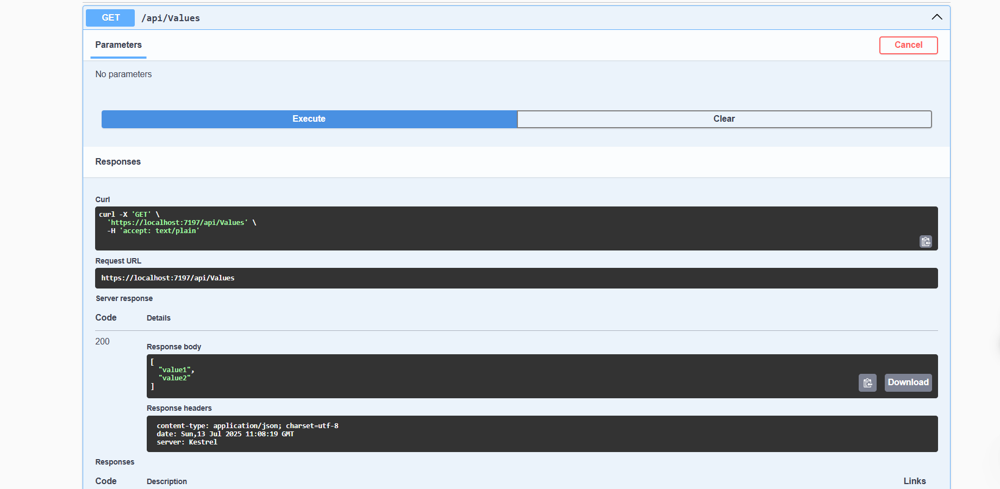 GET /api/Values
Parameters
Cancel
No parameters
Execute
Clear
Responses
Curl
curl -X 'GET' \
  'https://localhost:7197/api/Values' \
  -H 'accept: text/plain'
Request URL
https://localhost:7197/api/Values
Server response
Code Details
200
Response body
[
  "value1",
  "value2"
]
Download
Response headers
content-type: application/json; charset=utf-8
date: Sun,13 Jul 2025 11:08:19 GMT
server: Kestrel
Responses
Code Description Links